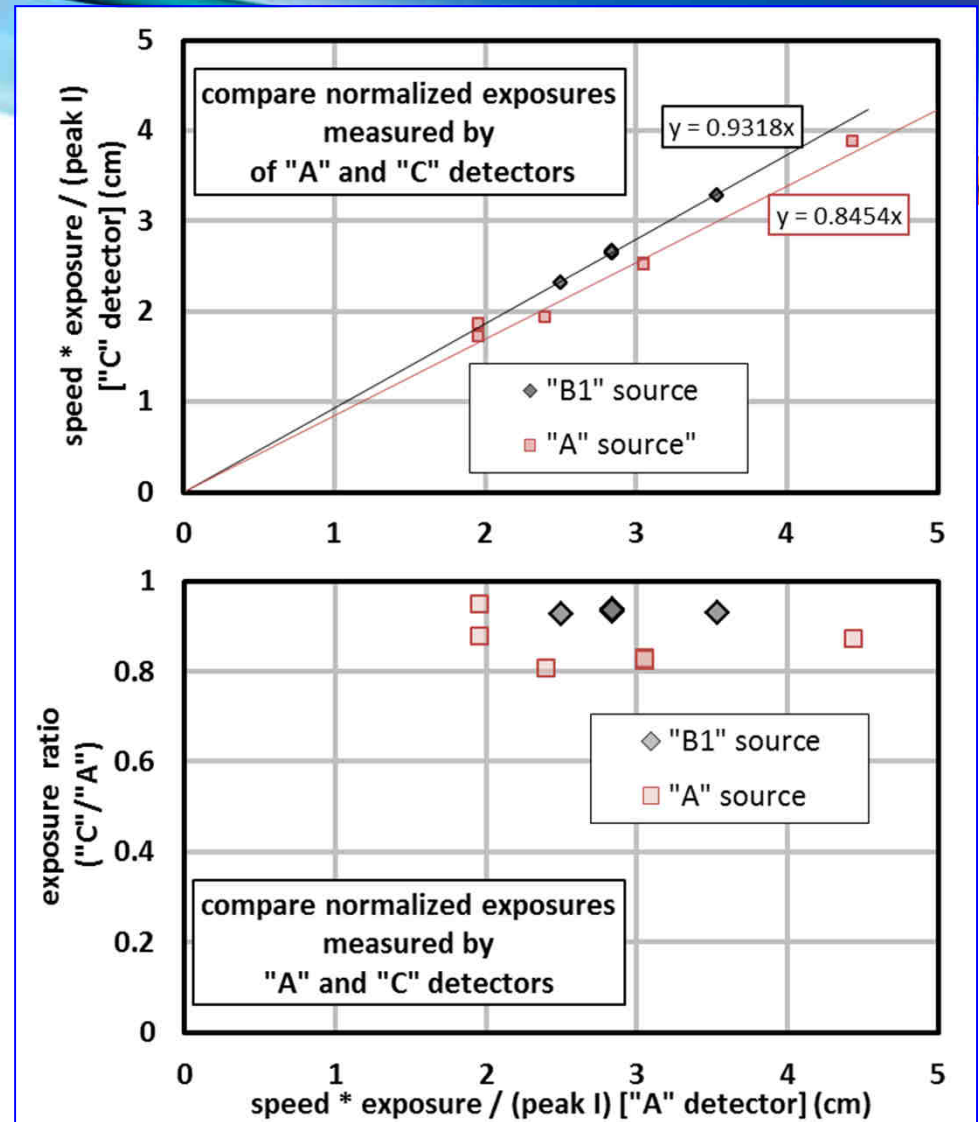 speed * exposure / (peak I)
["C" detector] (cm)
5
4
3
2
1
0
compare normalized exposures
measured by
of "A" and "C" detectors
y = 0.9318x
y = 0.8454x
"B1" source
"A" source"
0 1 2 3 4 5
exposure ratio
("C"/"A")
1
0.8
0.6
0.4
0.2
0
"B1" source
"A" source
compare normalized exposures
measured by
"A" and "C" detectors
0 1 2 3 4 5
speed * exposure / (peak I) ["A" detector] (cm)